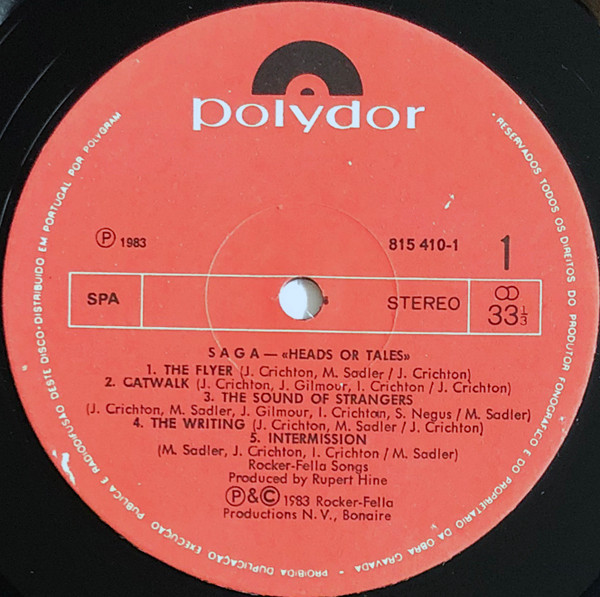 polydor
℗ 1983
815 410-1
1
SPA
STEREO
33⅓
SAGA — «HEADS OR TALES»
1. THE FLYER (J. Crichton, M. Sadler / J. Crichton)
2. CATWALK (J. Crichton, J. Gilmour, I. Crichton / J. Crichton)
3. THE SOUND OF STRANGERS
(J. Crichton, M. Sadler, J. Gilmour, I. Crichton, S. Negus / M. Sadler)
4. THE WRITING (J. Crichton, M. Sadler / J. Crichton)
5. INTERMISSION
(M. Sadler, J. Crichton, I. Crichton / M. Sadler)
Rocker-Fella Songs
Produced by Rupert Hine
℗&© 1983 Rocker-Fella
Productions N. V., Bonaire
· RESERVADOS TODOS OS DIREITOS DO PRODUTOR FONOGRÁFICO E DO PROPRIETÁRIO DA OBRA GRAVADA · PROIBIDA DUPLICAÇÃO EXECUÇÃO PUBLICA E RADIODIFUSÃO DESTE DISCO · DISTRIBUIDO EM PORTUGAL POR POLYGRAM